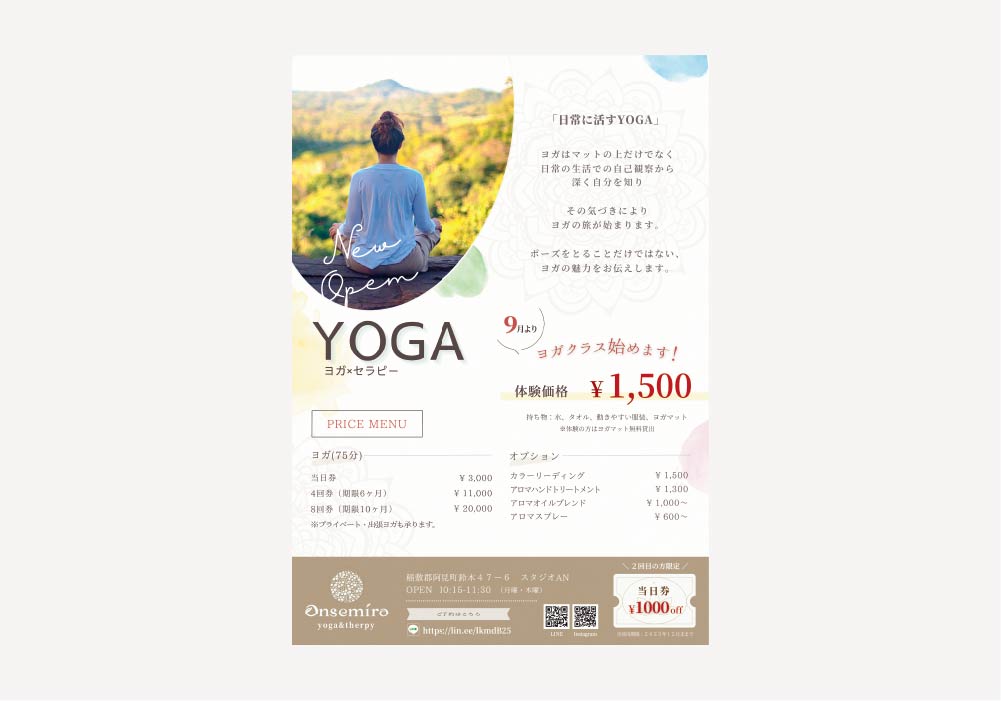 「日常に活すYOGA」
ヨガはマットの上だけでなく
日常の生活での自己観察から
深く自分を知り
その気づきにより
ヨガの旅が始まります。
ポーズをとることだけではない、
ヨガの魅力をお伝えします。
New
Opem
YOGA
ヨガ×セラピー
9月より
ヨガクラス始めます!
体験価格 ¥1,500
持ち物：水、タオル、動きやすい服装、ヨガマット
※体験の方はヨガマット無料貸出
PRICE MENU
ヨガ(75分)
当日券 ¥ 3,000
4回券（期限6ヶ月） ¥ 11,000
8回券（期限10ヶ月） ¥ 20,000
※プライベート・出張ヨガも承ります。
オプション
カラーリーディング ¥ 1,500
アロマハンドトリートメント ¥ 1,300
アロマオイルブレンド ¥ 1,000～
アロマスプレー ¥ 600～
Onsemiro
yoga&therpy
稲敷郡阿見町鈴木４７－６ スタジオAN
OPEN 10:15-11:30 （月曜・木曜）
ご予約はこちら
https://lin.ee/IkmdB25
LINE
Instagram
＼２回目の方限定／
当日券
¥1000off